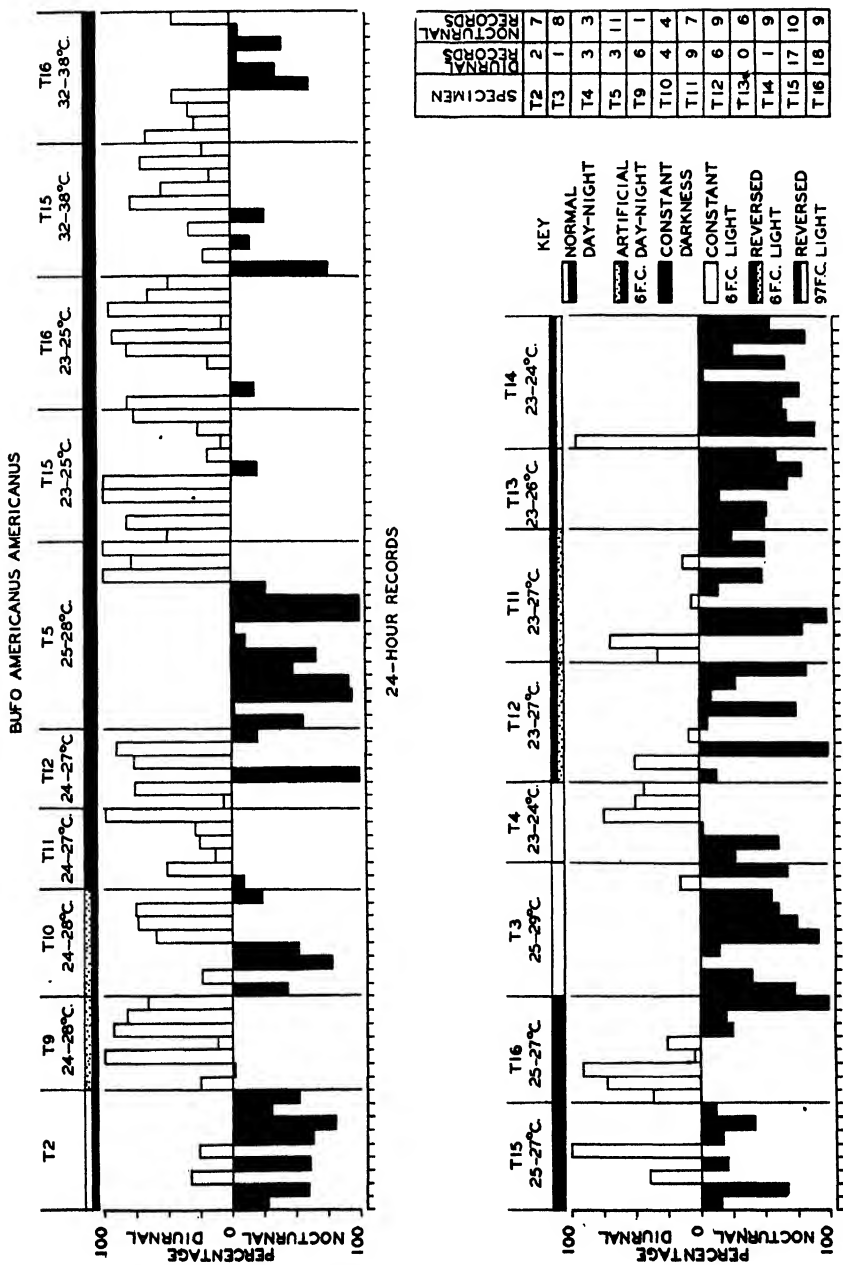 BUFO AMERICANUS AMERICANUS
T2
T9
24-28°C.
T10
24-28°C.
T11
24-27°C
T12
24-27°C
T5
25-28°C.
T15
23-25°C.
T16
23-25°C.
T15
32-38°C.
T16
32-38°C.
100
0
100
DIURNAL
NOCTURNAL
PERCENTAGE
24-HOUR RECORDS
T15
25-27°C.
T16
25-27°C.
T3
25-29°C.
T4
23-24°C.
T12
23-27°C.
T11
23-27°C.
T13
23-26°C.
T14
23-24°C.
100
0
100
DIURNAL
NOCTURNAL
PERCENTAGE
KEY
NORMAL
DAY-NIGHT
ARTIFICIAL
6 F.C. DAY-NIGHT
CONSTANT
DARKNESS
CONSTANT
6 F.C. LIGHT
REVERSED
6 F.C. LIGHT
REVERSED
97 F.C. LIGHT
SPECIMEN DIURNAL RECORDS NOCTURNAL RECORDS
T2 2 7
T3 1 8
T4 3 3
T5 3 11
T9 6 1
T10 4 4
T11 9 7
T12 6 9
T13 0 6
T14 1 9
T15 17 10
T16 18 9